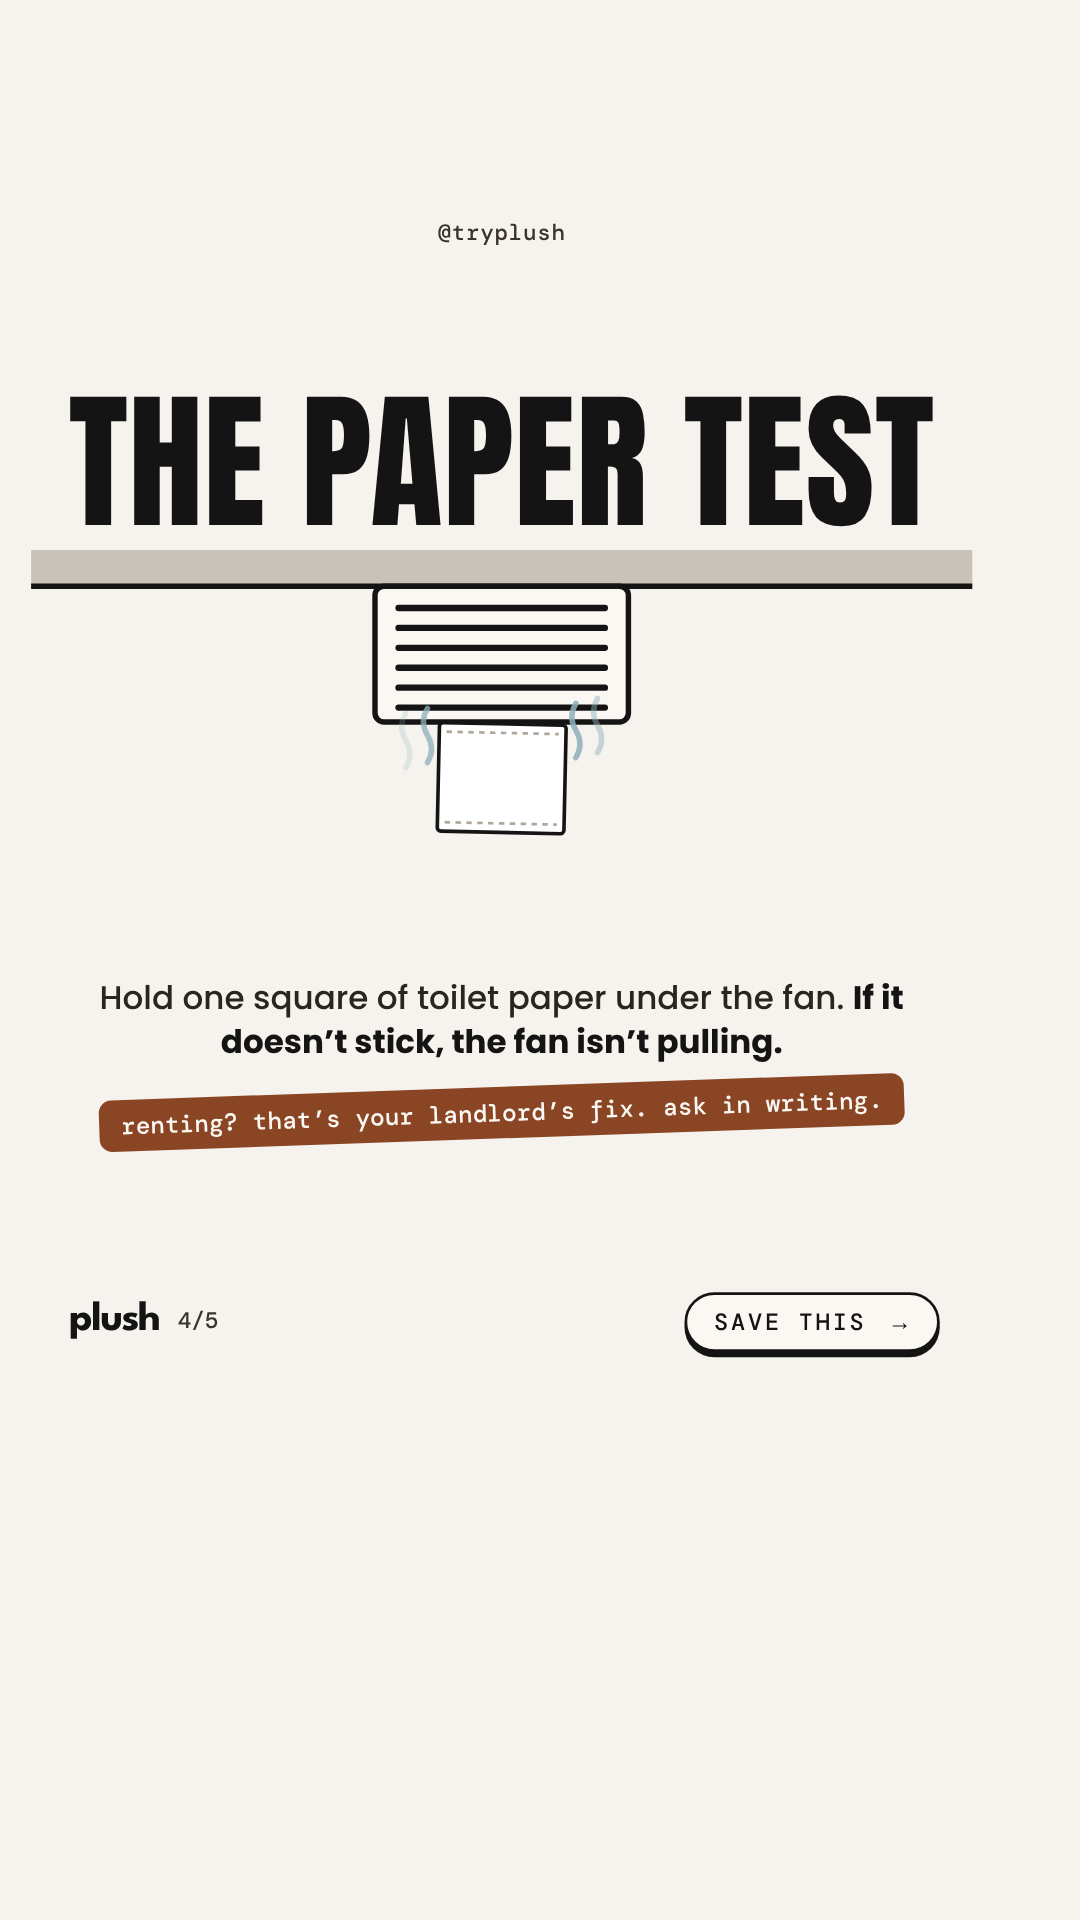 @tryplush
THE PAPER TEST
Hold one square of toilet paper under the fan. If it
doesn’t stick, the fan isn’t pulling.
renting? that’s your landlord’s fix. ask in writing.
plush 4/5
SAVE THIS →